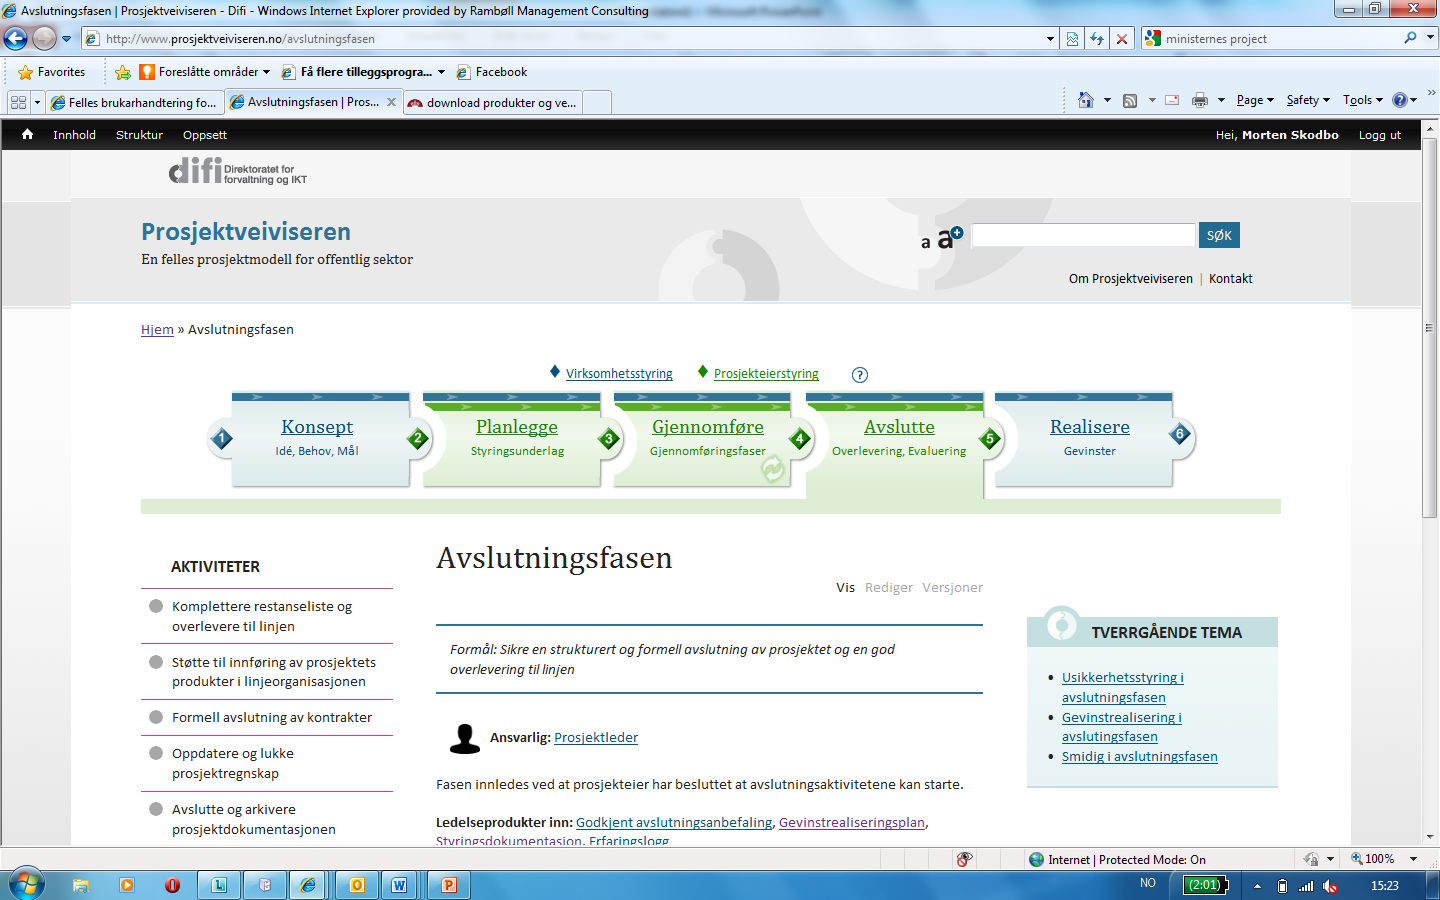 Avslutningsfasen | Prosjektveiviseren - Difi - Windows Internet Explorer provided by Rambøll Management Consulting
http://www.prosjektveiviseren.no/avslutningsfasen
ministernes project
Favorites
Foreslåtte områder
Få flere tilleggsprogra...
Facebook
Felles brukarhandtering fo...
Avslutningsfasen | Pros...
download produkter og ve...
Page
Safety
Tools
Innhold
Struktur
Oppsett
Hei, Morten Skodbo
Logg ut
difi Direktoratet for
forvaltning og IKT
Prosjektveiviseren
En felles prosjektmodell for offentlig sektor
a a+
SØK
Om Prosjektveiviseren | Kontakt
Hjem » Avslutningsfasen
Virksomhetsstyring
Prosjekteierstyring
?
1
Konsept
Idé, Behov, Mål
2
Planlegge
Styringsunderlag
3
Gjennomføre
Gjennomføringsfaser
4
Avslutte
Overlevering, Evaluering
5
Realisere
Gevinster
6
AKTIVITETER
Komplettere restanseliste og
overlevere til linjen
Støtte til innføring av prosjektets
produkter i linjeorganisasjonen
Formell avslutning av kontrakter
Oppdatere og lukke
prosjektregnskap
Avslutte og arkivere
prosjektdokumentasjonen
Avslutningsfasen
Vis
Rediger
Versjoner
Formål: Sikre en strukturert og formell avslutning av prosjektet og en god
overlevering til linjen
Ansvarlig: Prosjektleder
Fasen innledes ved at prosjekteier har besluttet at avslutningsaktivitetene kan starte.
Ledelseprodukter inn: Godkjent avslutningsanbefaling, Gevinstrealiseringsplan,
Styringsdokumentasjon, Erfaringslogg
TVERRGÅENDE TEMA
Usikkerhetsstyring i
avslutningsfasen
Gevinstrealisering i
avslutingsfasen
Smidig i avslutningsfasen
Internet | Protected Mode: On
100%
NO
(2:01)
15:23